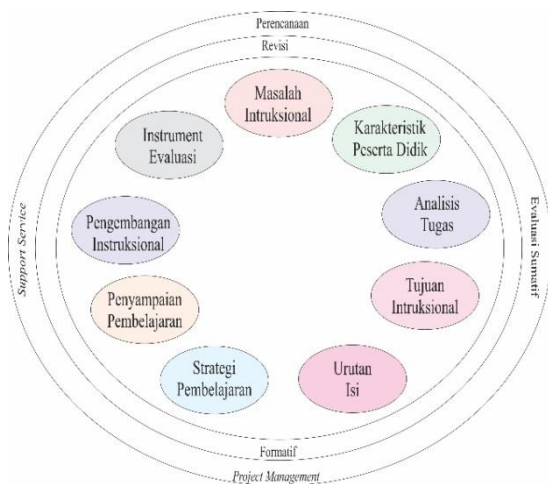 Perencanaan
Revisi
Masalah
Intruksional
Instrument
Evaluasi
Karakteristik
Peserta Didik
Pengembangan
Instruksional
Analisis
Tugas
Support Service
Evaluasi Sumatif
Penyampaian
Pembelajaran
Tujuan
Intruksional
Strategi
Pembelajaran
Urutan
Isi
Formatif
Project Management